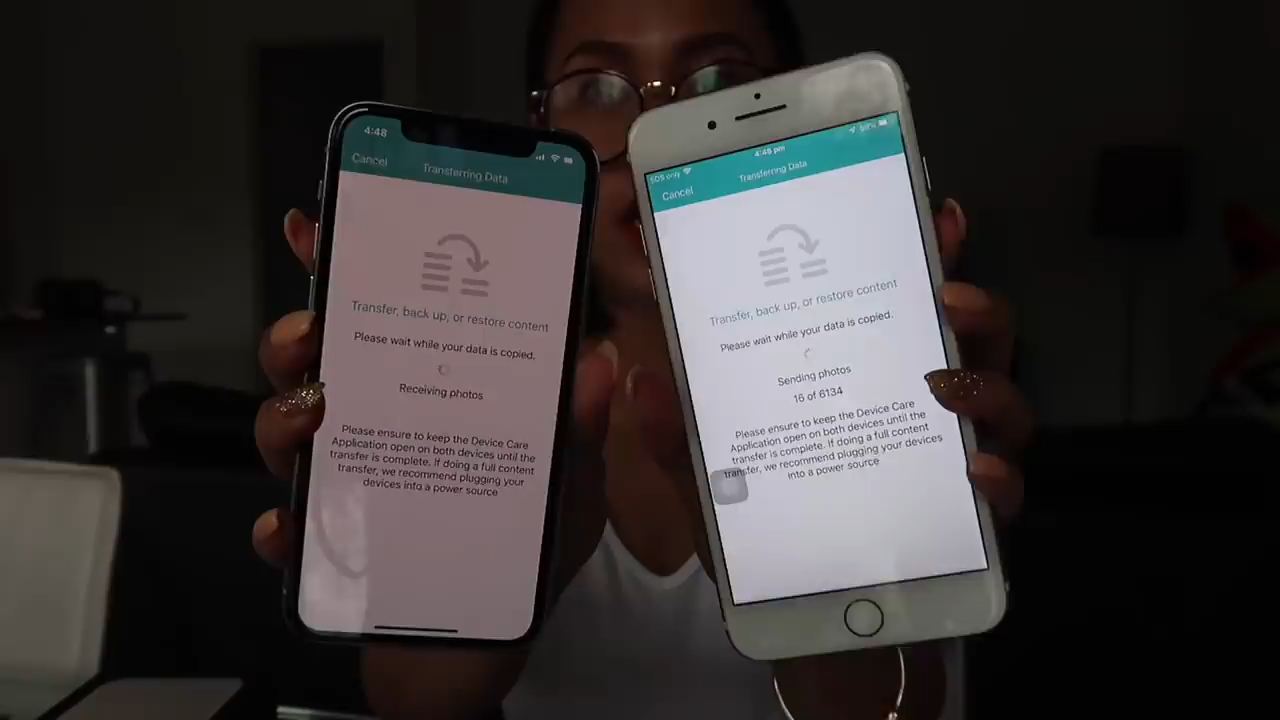 4:48
Cancel
Transferring Data
Transfer, back up, or restore content
Please wait while your data is copied.
Receiving photos
Please ensure to keep the Device Care
Application open on both devices until the
transfer is complete. If doing a full content
transfer, we recommend plugging your
devices into a power source
SOS only
4:48 pm
Cancel
Transferring Data
Transfer, back up, or restore content
Please wait while your data is copied.
Sending photos
16 of 6134
Please ensure to keep the Device Care
Application open on both devices until the
transfer is complete. If doing a full content
transfer, we recommend plugging your devices
into a power source